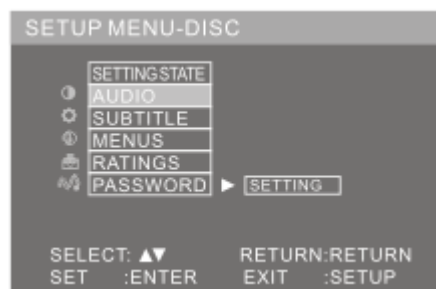 SETUP MENU-DISC
SETTING STATE
AUDIO
SUBTITLE
MENUS
RATINGS
PASSWORD ▶ SETTING
SELECT: ▲▼ RETURN:RETURN
SET :ENTER EXIT :SETUP